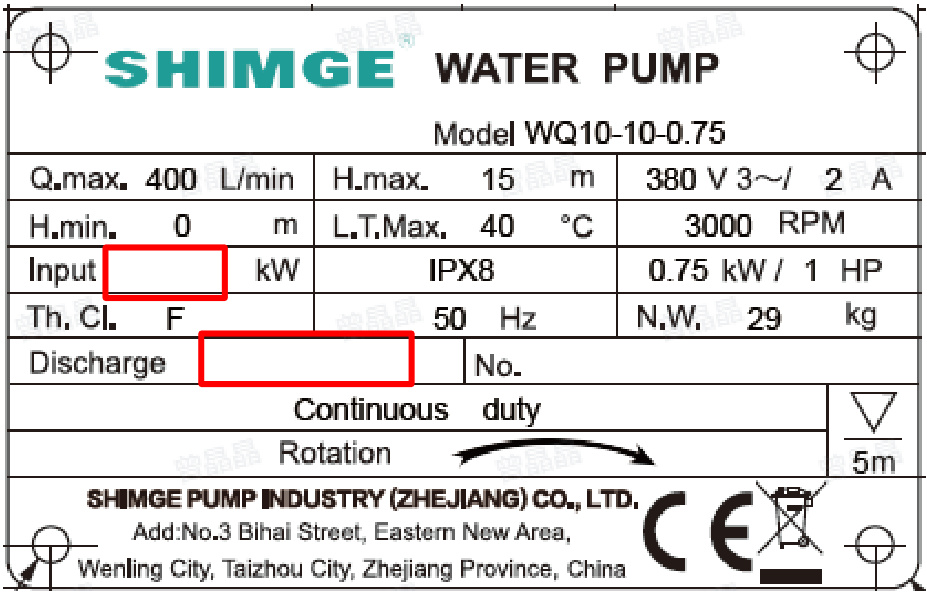 SHIMGE® WATER PUMP
Model WQ10-10-0.75
Q.max. 400 L/min H.max. 15 m 380 V 3~/ 2 A
H.min. 0 m L.T.Max. 40 °C 3000 RPM
Input kW IPX8 0.75 kW / 1 HP
Th. Cl. F 50 Hz N.W. 29 kg
Discharge No.
Continuous duty
Rotation
5m
SHIMGE PUMP INDUSTRY (ZHEJIANG) CO., LTD.
Add:No.3 Bihai Street, Eastern New Area,
Wenling City, Taizhou City, Zhejiang Province, China
CE